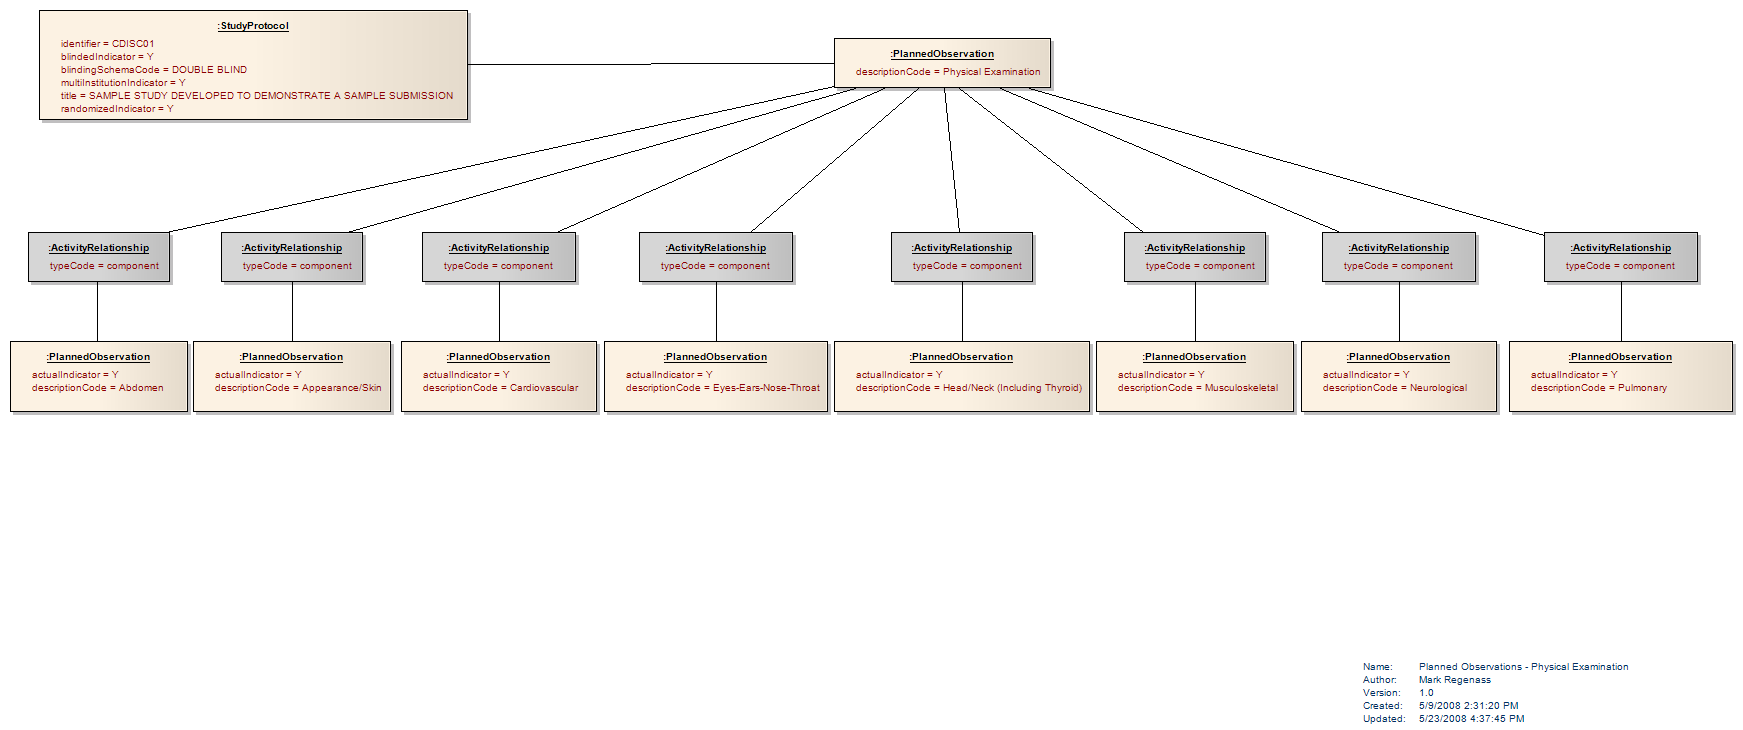 :StudyProtocol
identifier = CDISC01
blindedIndicator = Y
blindingSchemaCode = DOUBLE BLIND
multiInstitutionIndicator = Y
title = SAMPLE STUDY DEVELOPED TO DEMONSTRATE A SAMPLE SUBMISSION
randomizedIndicator = Y
:PlannedObservation
descriptionCode = Physical Examination
:ActivityRelationship
typeCode = component
:ActivityRelationship
typeCode = component
:ActivityRelationship
typeCode = component
:ActivityRelationship
typeCode = component
:ActivityRelationship
typeCode = component
:ActivityRelationship
typeCode = component
:ActivityRelationship
typeCode = component
:ActivityRelationship
typeCode = component
:PlannedObservation
actualIndicator = Y
descriptionCode = Abdomen
:PlannedObservation
actualIndicator = Y
descriptionCode = Appearance/Skin
:PlannedObservation
actualIndicator = Y
descriptionCode = Cardiovascular
:PlannedObservation
actualIndicator = Y
descriptionCode = Eyes-Ears-Nose-Throat
:PlannedObservation
actualIndicator = Y
descriptionCode = Head/Neck (Including Thyroid)
:PlannedObservation
actualIndicator = Y
descriptionCode = Musculoskeletal
:PlannedObservation
actualIndicator = Y
descriptionCode = Neurological
:PlannedObservation
actualIndicator = Y
descriptionCode = Pulmonary
Name: Planned Observations - Physical Examination
Author: Mark Regenass
Version: 1.0
Created: 5/9/2008 2:31:20 PM
Updated: 5/23/2008 4:37:45 PM